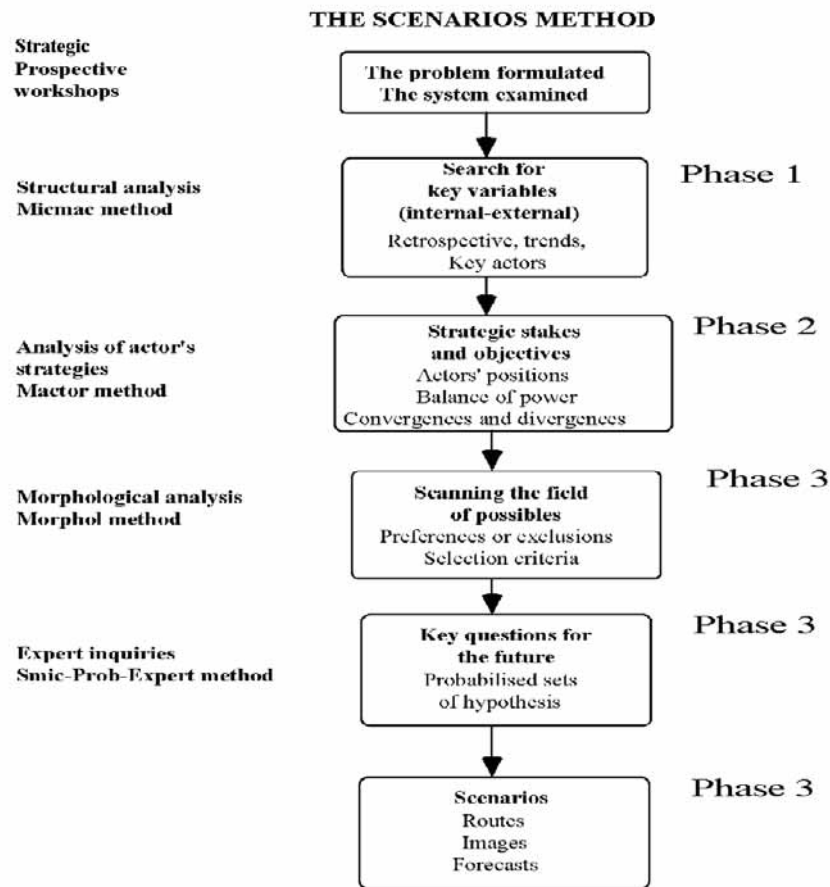 THE SCENARIOS METHOD
Strategic
Prospective
workshops
The problem formulated
The system examined
Structural analysis
Micmac method
Search for
key variables
(internal-external)
Retrospective, trends,
Key actors
Phase 1
Analysis of actor's
strategies
Mactor method
Strategic stakes
and objectives
Actors' positions
Balance of power
Convergences and divergences
Phase 2
Morphological analysis
Morphol method
Scanning the field
of possibles
Preferences or exclusions
Selection criteria
Phase 3
Expert inquiries
Smic-Prob-Expert method
Key questions for
the future
Probabilised sets
of hypothesis
Phase 3
Scenarios
Routes
Images
Forecasts
Phase 3